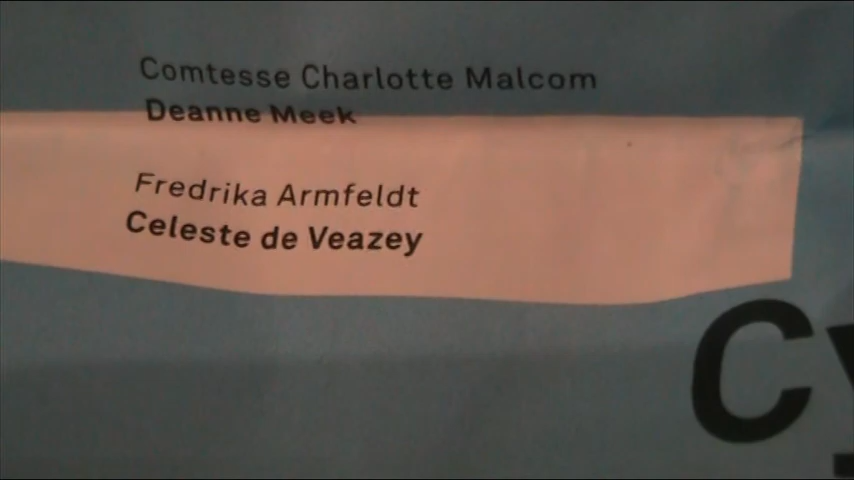 Comtesse Charlotte Malcom
Deanne Meek
Fredrika Armfeldt
Celeste de Veazey